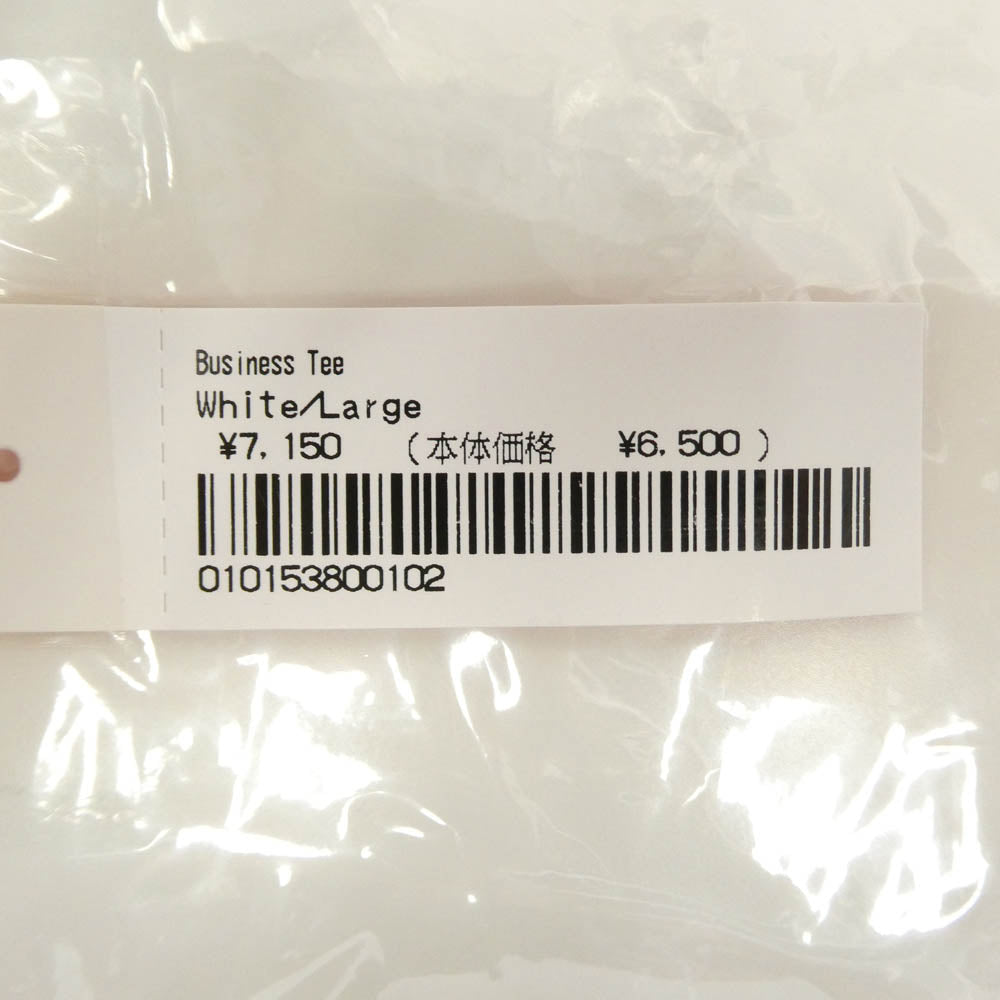 Business Tee
White/Large
¥7,150 (本体価格 ¥6,500)
010153800102